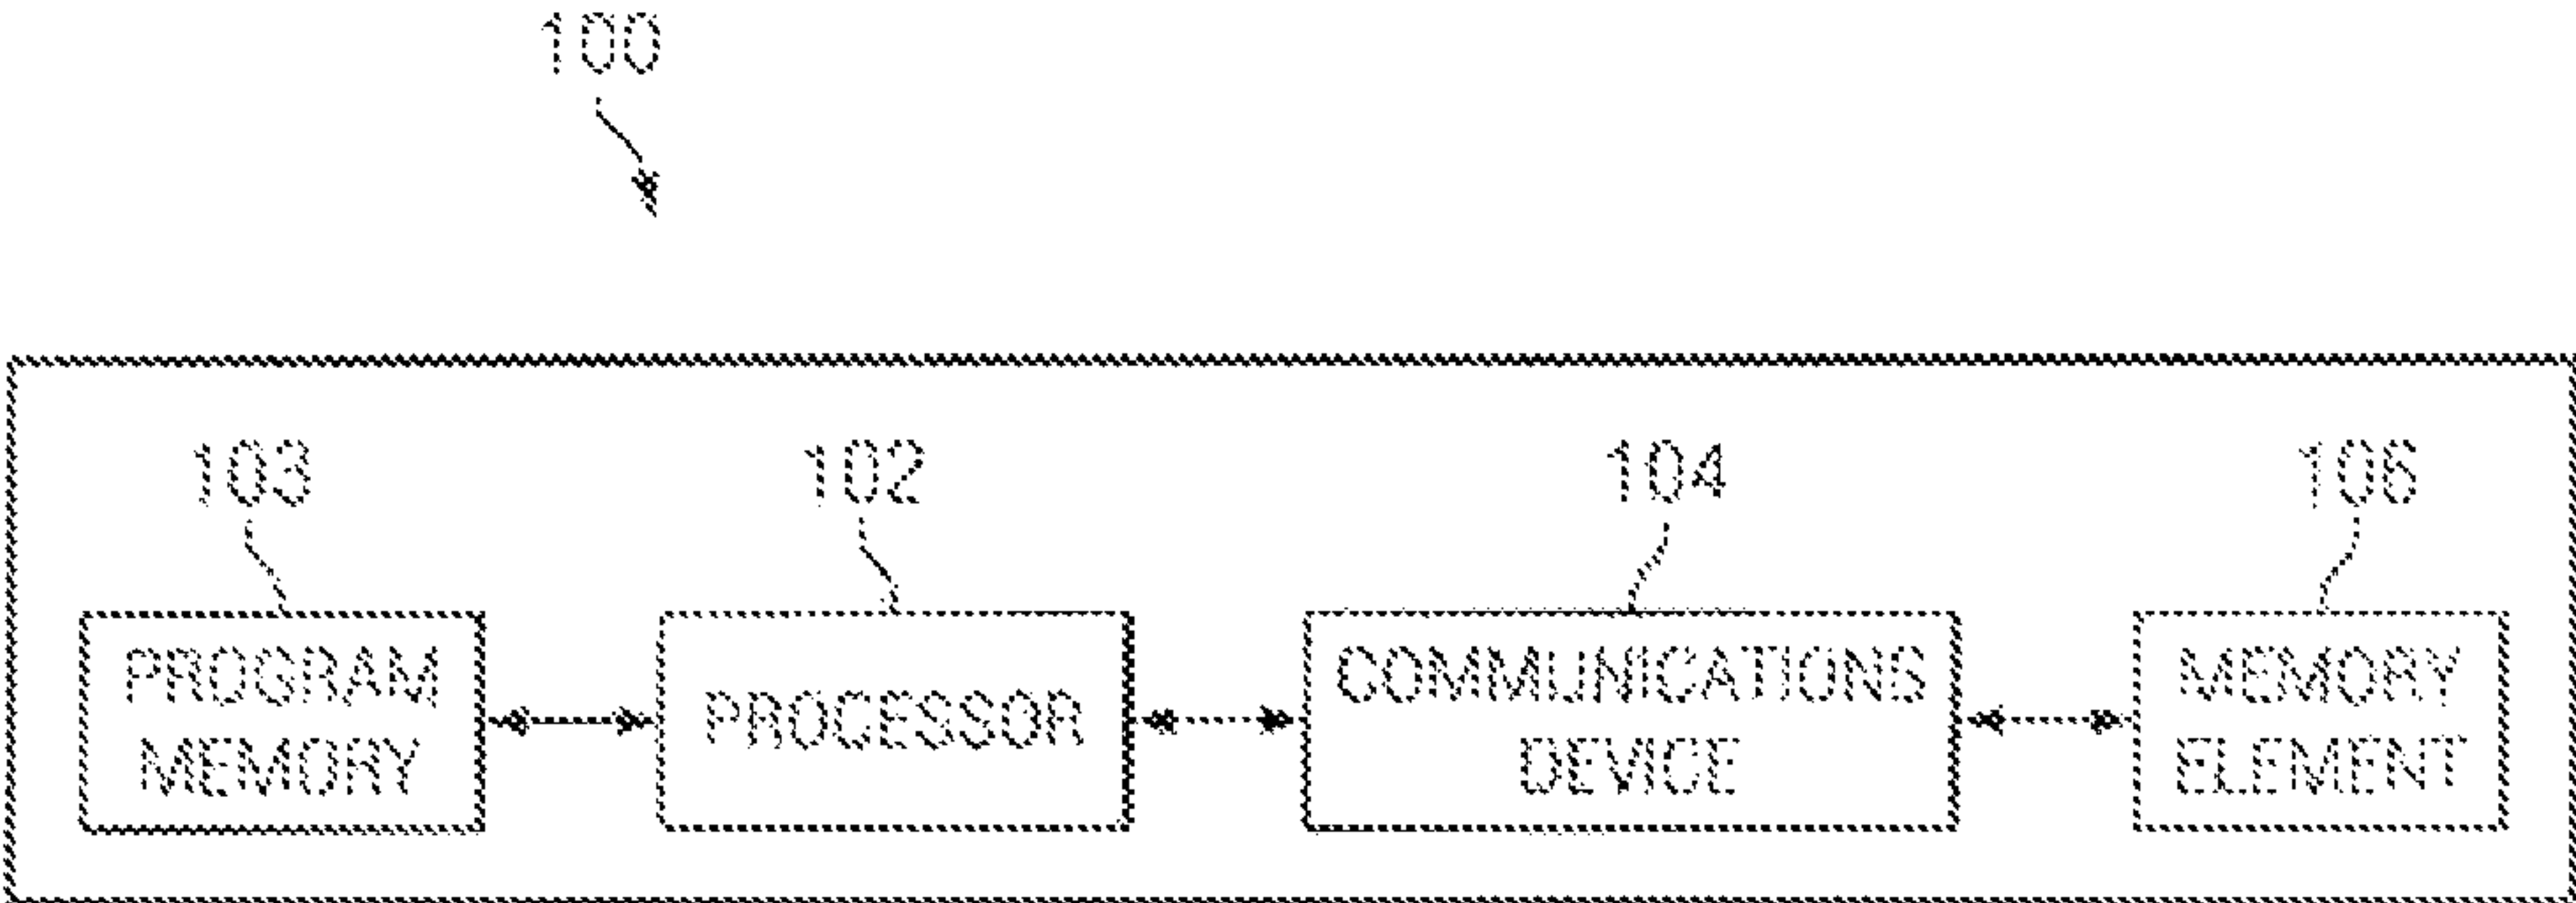 100
103
102
104
106
PROGRAM
MEMORY
PROCESSOR
COMMUNICATIONS
DEVICE
MEMORY
ELEMENT